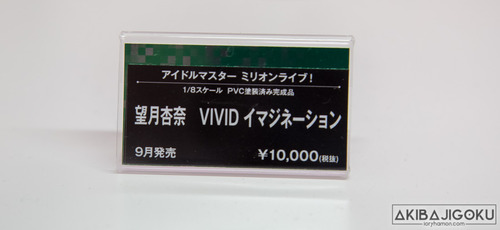 アイドルマスター ミリオンライブ！
1/8スケール PVC塗装済み完成品
望月杏奈 VIVID イマジネーション
9月発売 ¥10,000(税抜)
AKIBAJIGOKU
ioryhamon.com